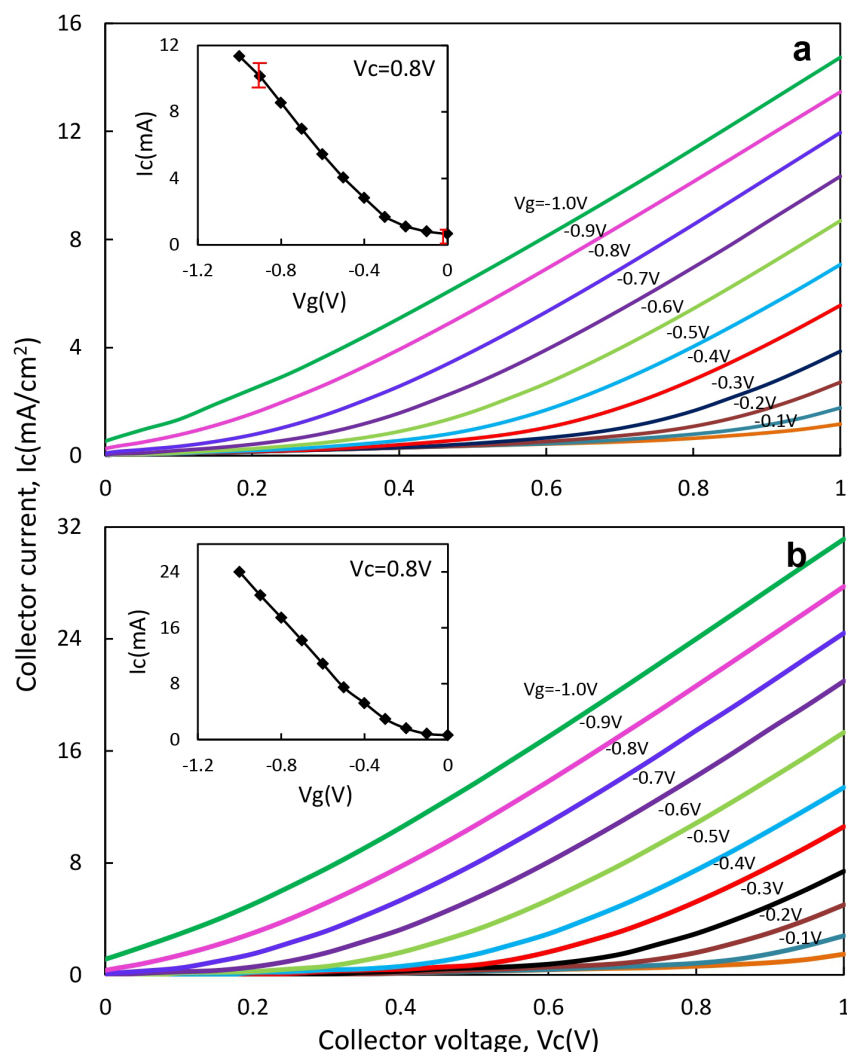 16
a
12
Vc=0.8V
12
8
Ic(mA)
4
Vg=-1.0V
8
0
-0.9V
-1.2
-0.8
-0.4
0
-0.8V
Vg(V)
-0.7V
-0.6V
-0.5V
4
-0.4V
-0.3V
-0.2V
-0.1V
0
0
0.2
0.4
0.6
0.8
1
Collector current, Ic(mA/cm²)
32
b
24
Vc=0.8V
24
16
Ic(mA)
8
Vg=-1.0V
16
0
-0.9V
-1.2
-0.8
-0.4
0
-0.8V
Vg(V)
-0.7V
-0.6V
-0.5V
8
-0.4V
-0.3V
-0.2V
-0.1V
0
0
0.2
0.4
0.6
0.8
1
Collector voltage, Vc(V)